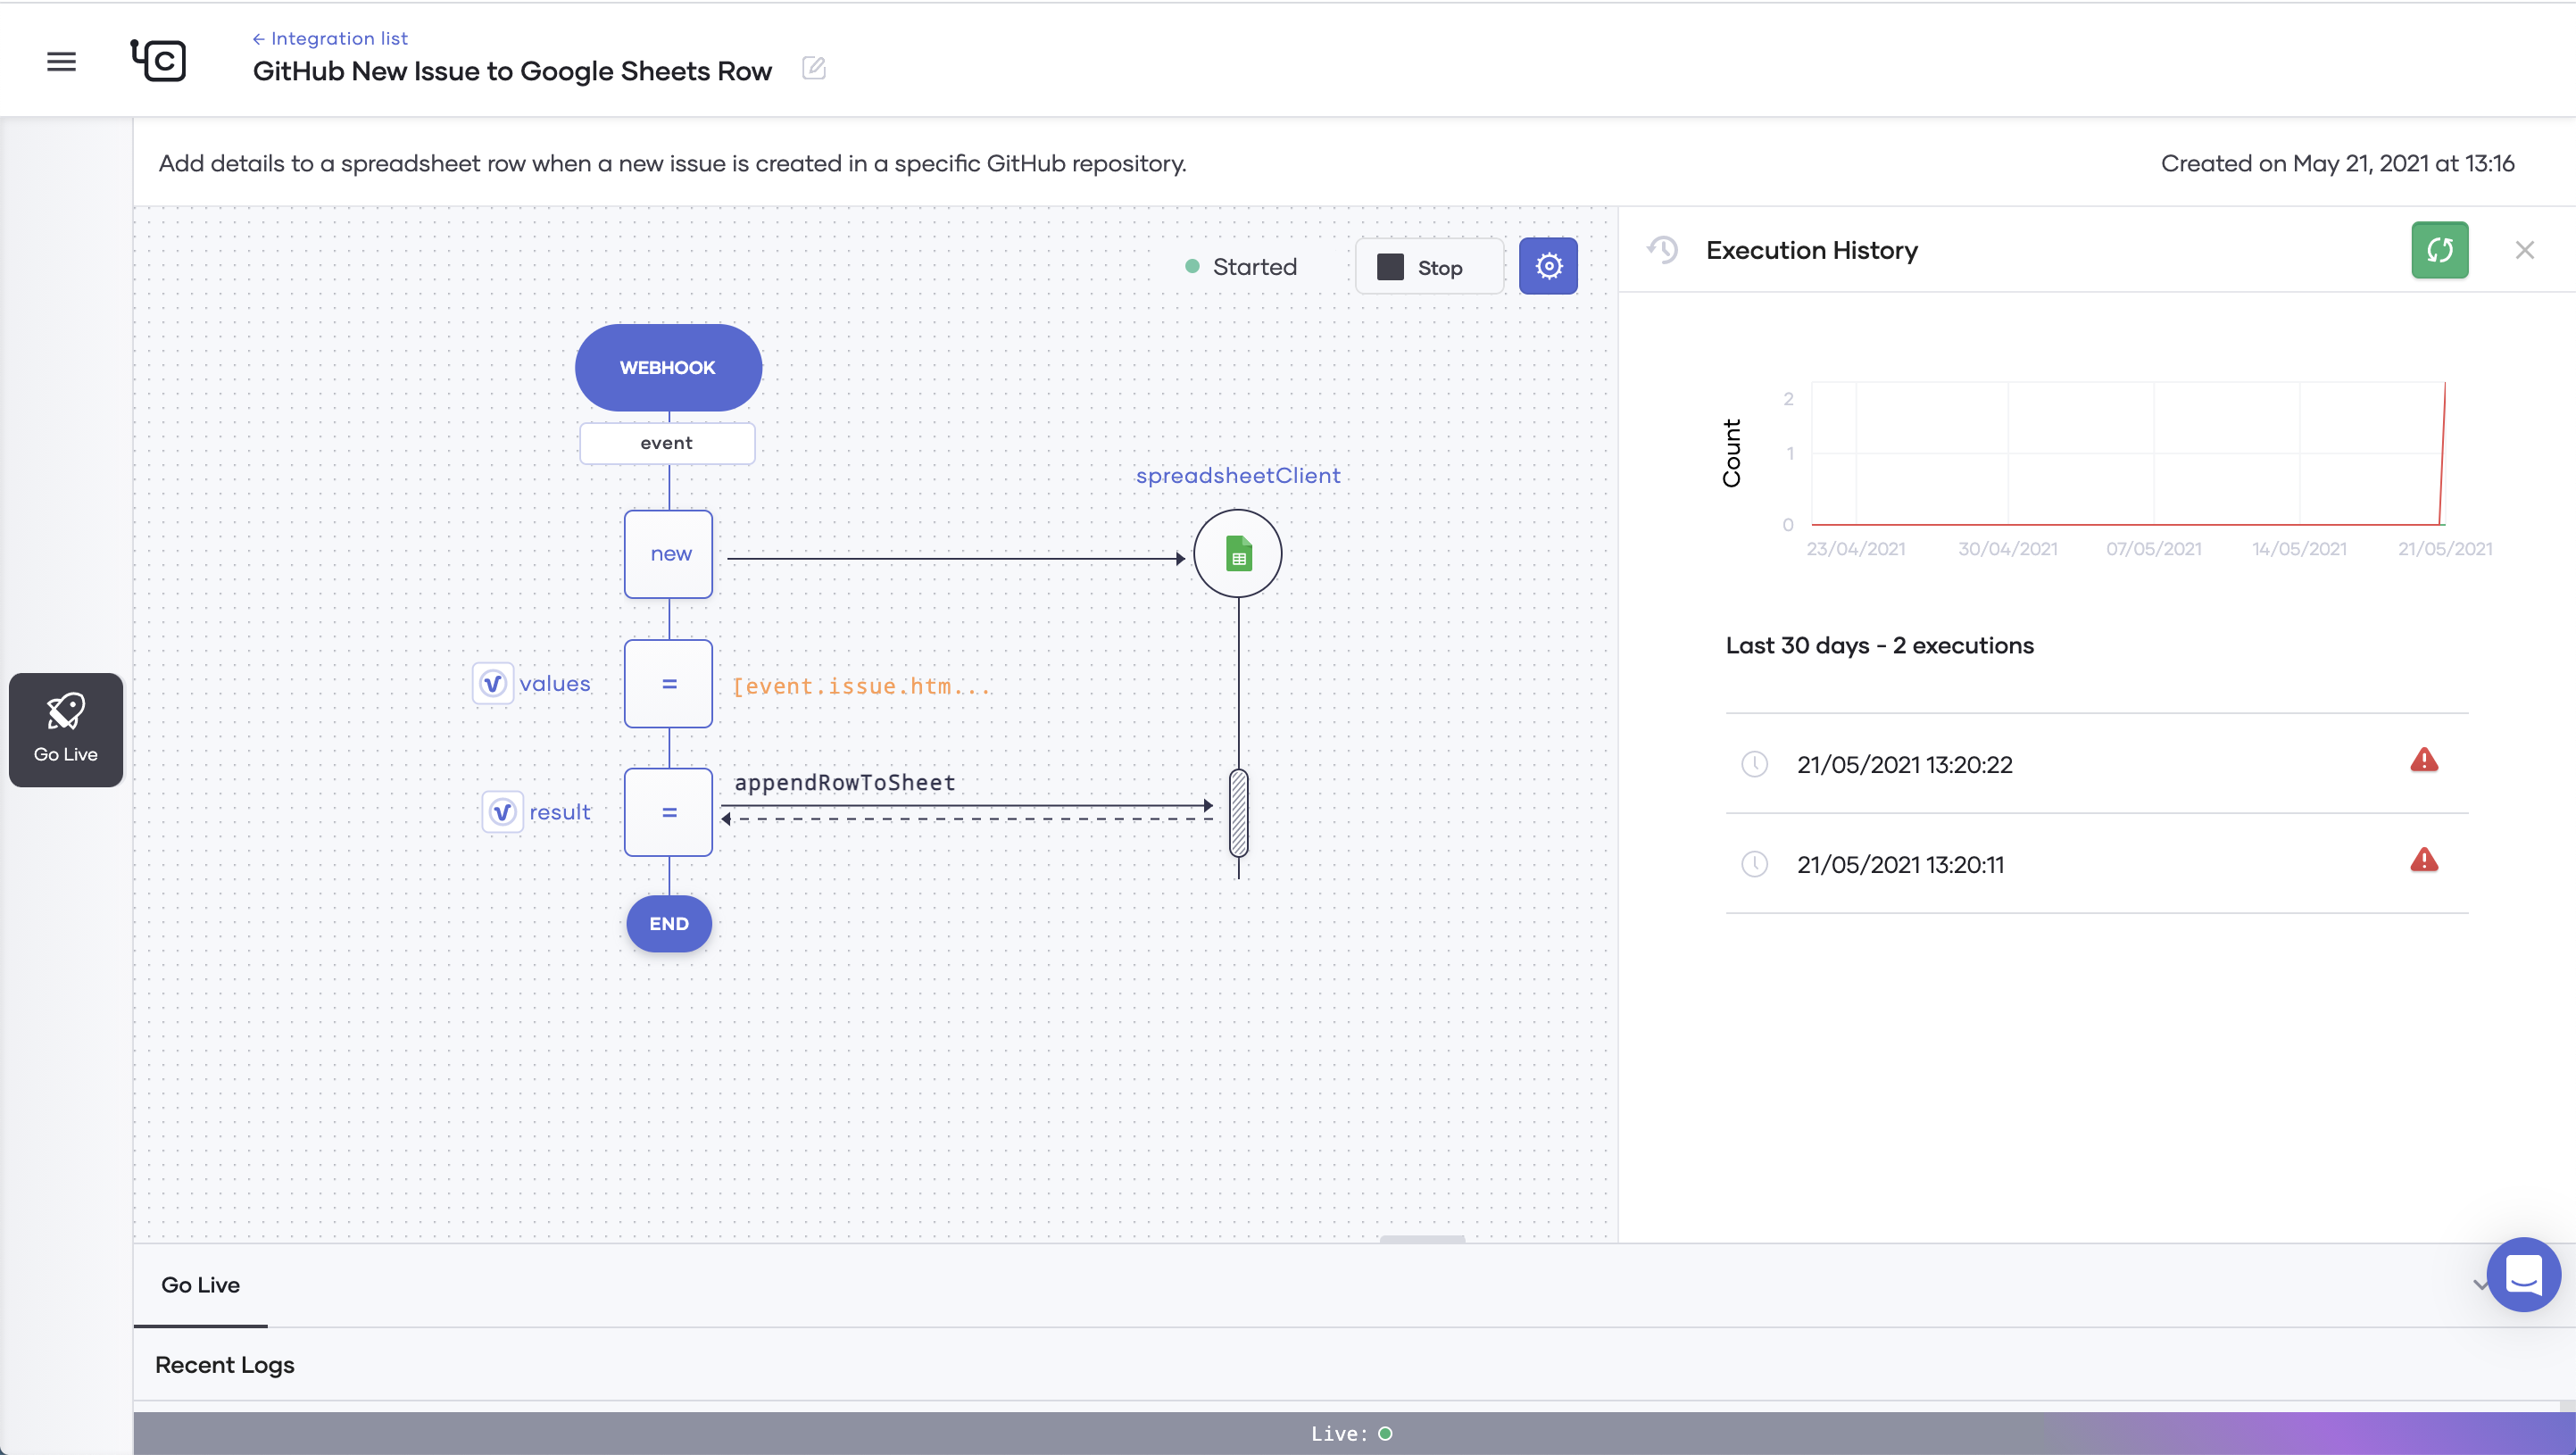 ← Integration list
GitHub New Issue to Google Sheets Row
Add details to a spreadsheet row when a new issue is created in a specific GitHub repository.
Created on May 21, 2021 at 13:16
Started
Stop
WEBHOOK
event
spreadsheetClient
new
values
=
[event.issue.htm...
appendRowToSheet
result
=
END
Go Live
Execution History
Count
2
1
0
23/04/2021
30/04/2021
07/05/2021
14/05/2021
21/05/2021
Last 30 days - 2 executions
21/05/2021 13:20:22
21/05/2021 13:20:11
Go Live
Recent Logs
Live: